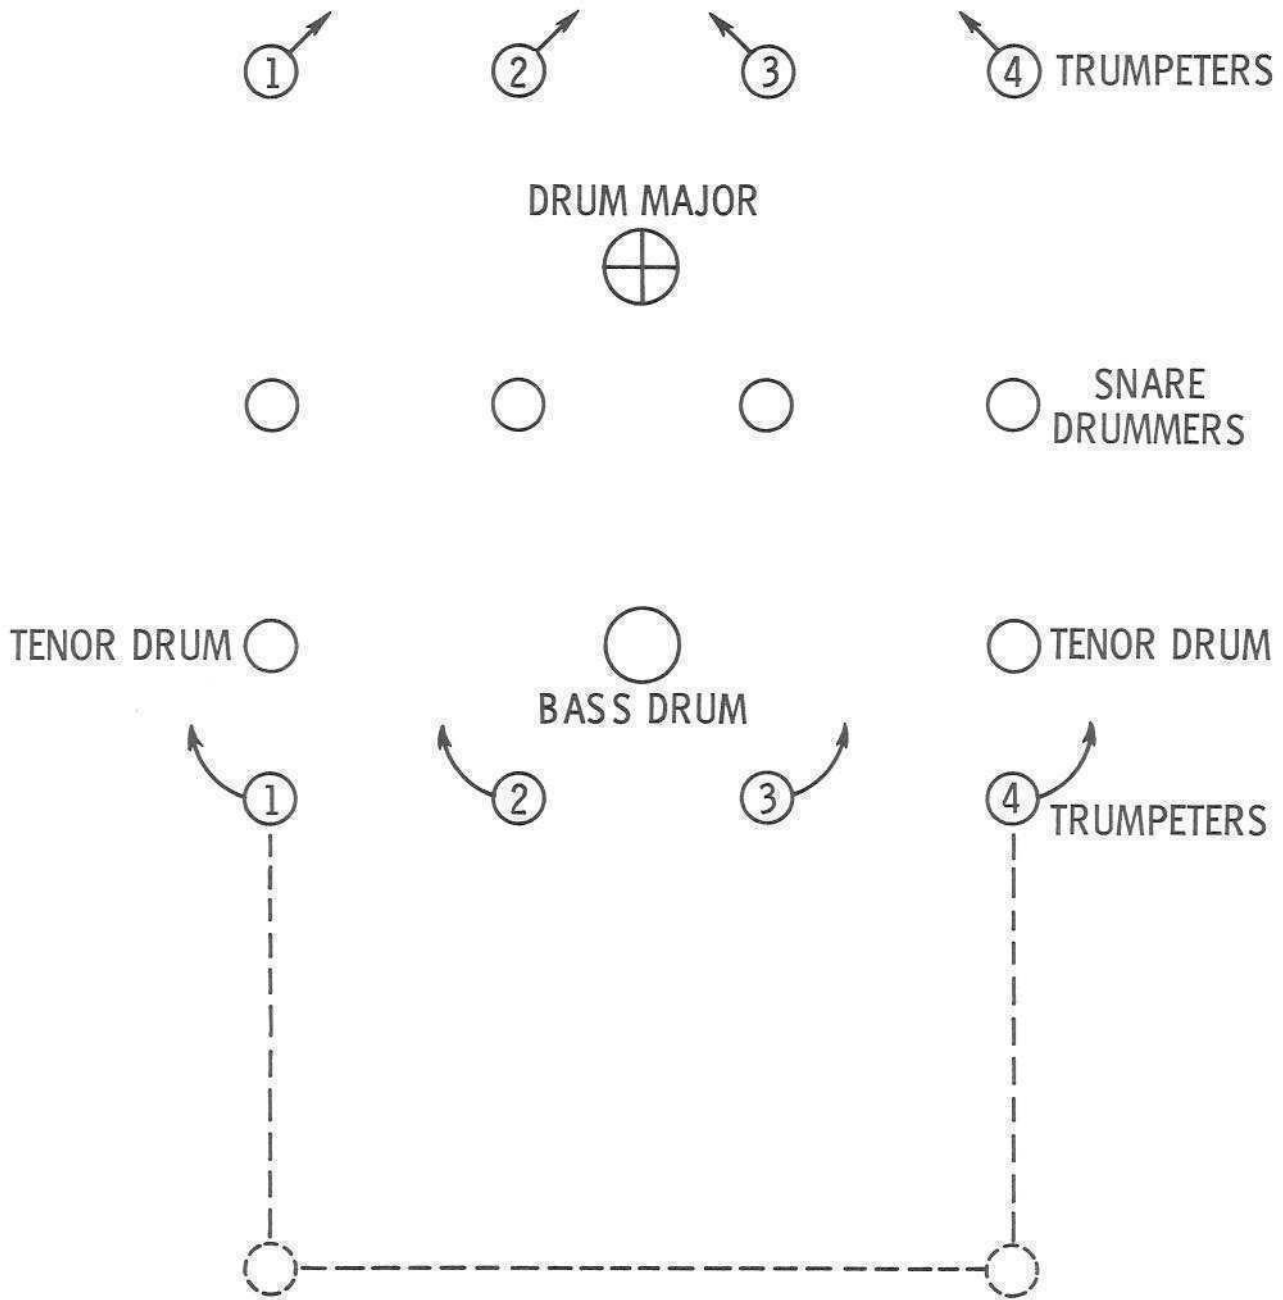 1 2 3 4 TRUMPETERS
DRUM MAJOR
SNARE
DRUMMERS
TENOR DRUM TENOR DRUM
BASS DRUM
1 2 3 4
TRUMPETERS